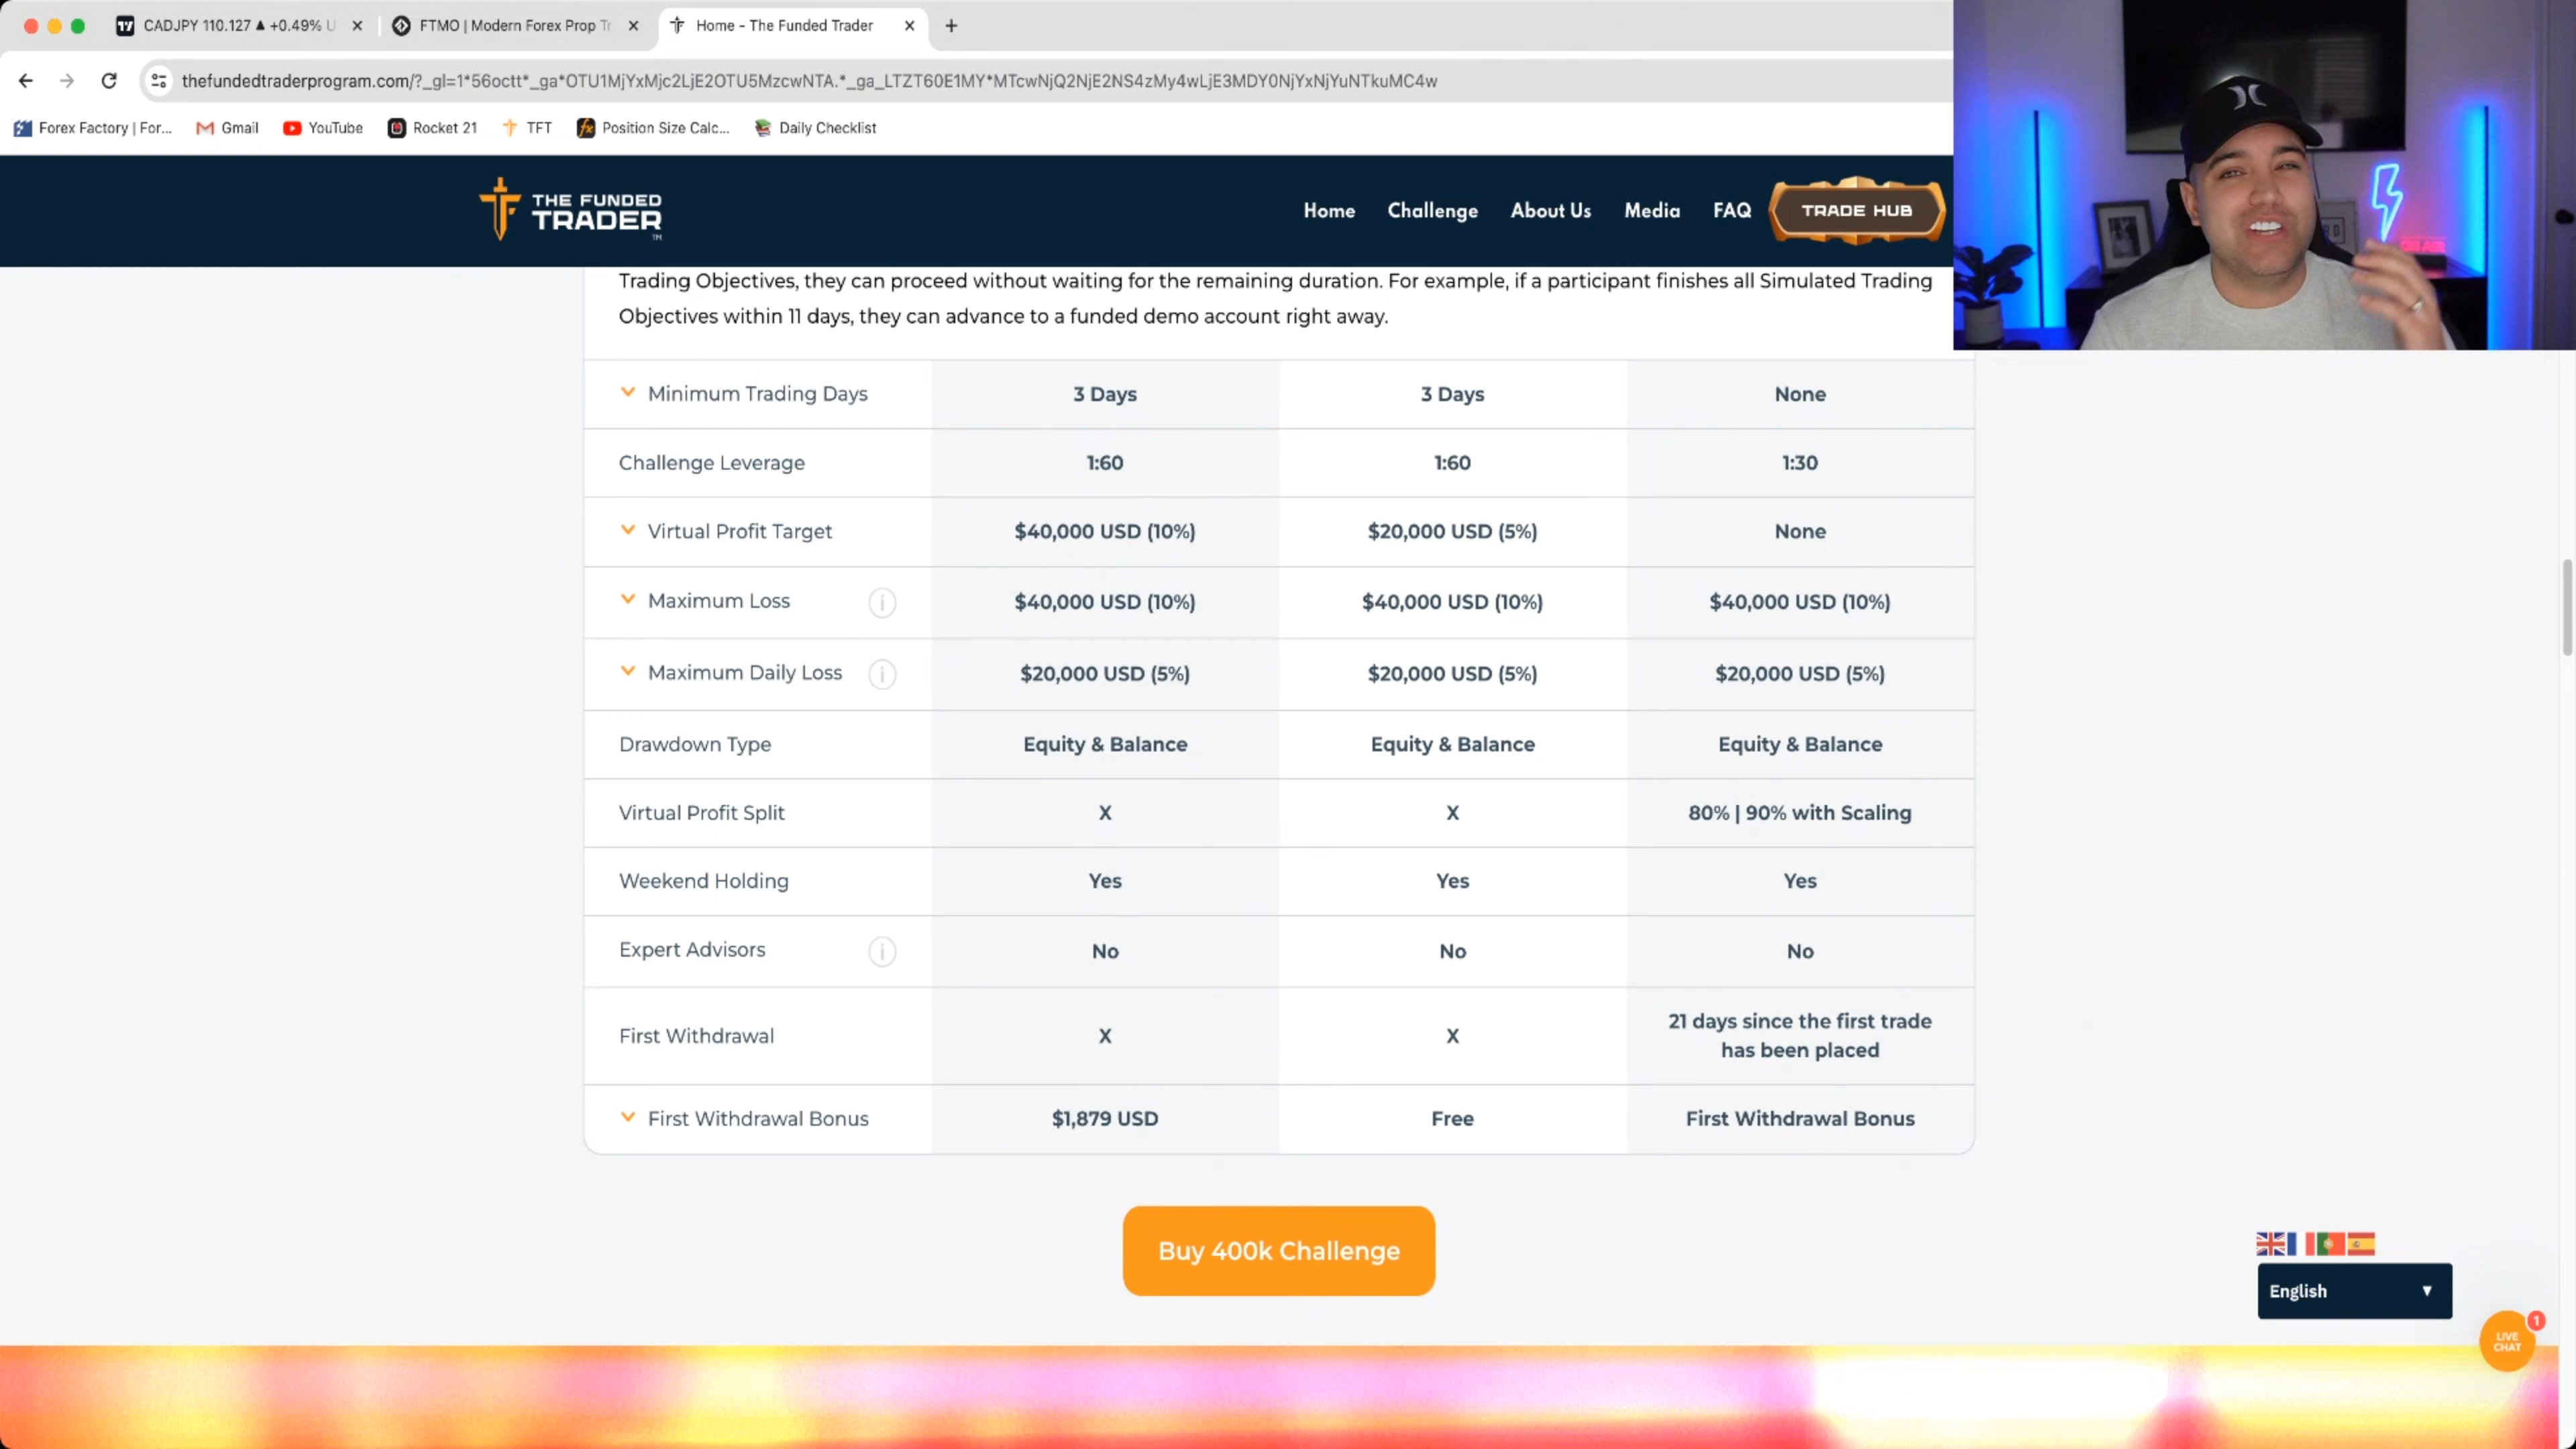 CADJPY 110.127 ▲ +0.49% U
FTMO | Modern Forex Prop Tr
Home - The Funded Trader
thefundedtraderprogram.com/?_gl=1*56octt*_ga*OTU1MjYxMjc2LjE2OTU5MzcwNTA.*_ga_LTZT60E1MY*MTcwNjQ2NjE2NS4zMy4wLjE3MDY0NjYxNjYuNTkuMC4w
Forex Factory | For... Gmail YouTube Rocket 21 TFT Position Size Calc... Daily Checklist
THE FUNDED
TRADER
TM
Home Challenge About Us Media FAQ TRADE HUB
Trading Objectives, they can proceed without waiting for the remaining duration. For example, if a participant finishes all Simulated Trading
Objectives within 11 days, they can advance to a funded demo account right away.
Minimum Trading Days 3 Days 3 Days None
Challenge Leverage 1:60 1:60 1:30
Virtual Profit Target $40,000 USD (10%) $20,000 USD (5%) None
Maximum Loss i $40,000 USD (10%) $40,000 USD (10%) $40,000 USD (10%)
Maximum Daily Loss i $20,000 USD (5%) $20,000 USD (5%) $20,000 USD (5%)
Drawdown Type Equity & Balance Equity & Balance Equity & Balance
Virtual Profit Split X X 80% | 90% with Scaling
Weekend Holding Yes Yes Yes
Expert Advisors i No No No
First Withdrawal X X 21 days since the first trade
has been placed
First Withdrawal Bonus $1,879 USD Free First Withdrawal Bonus
Buy 400k Challenge
English ▼
1
LIVE
CHAT
ON AIR